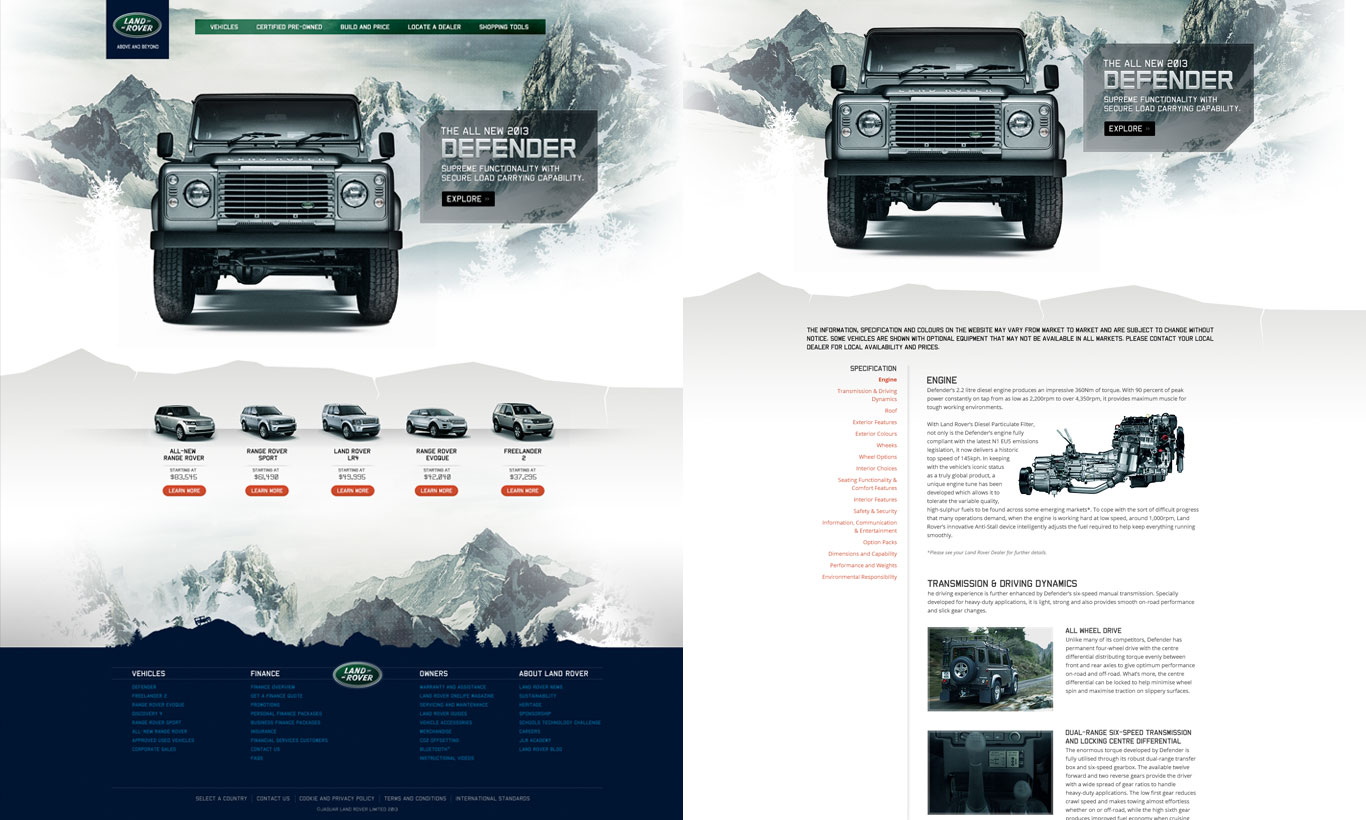 LAND-
-ROVER
ABOVE AND BEYOND
VEHICLES CERTIFIED PRE-OWNED BUILD AND PRICE LOCATE A DEALER SHOPPING TOOLS
THE ALL NEW 2013
DEFENDER
SUPREME FUNCTIONALITY WITH
SECURE LOAD CARRYING CAPABILITY.
EXPLORE
ALL-NEW
RANGE ROVER
STARTING AT
$83,545
LEARN MORE
RANGE ROVER
SPORT
STARTING AT
LEARN MORE
LAND ROVER
LR4
STARTING AT
LEARN MORE
RANGE ROVER
EVOQUE
STARTING AT
LEARN MORE
FREELANDER
2
STARTING AT
$37,295
LEARN MORE
LAND-
-ROVER
VEHICLES
DEFENDER
FREELANDER 2
RANGE ROVER EVOQUE
DISCOVERY 4
RANGE ROVER SPORT
ALL-NEW RANGE ROVER
APPROVED USED VEHICLES
CORPORATE SALES
FINANCE
FINANCE OVERVIEW
GET A FINANCE QUOTE
PROMOTIONS
PERSONAL FINANCE PACKAGES
BUSINESS FINANCE PACKAGES
INSURANCE
FINANCIAL SERVICES CUSTOMERS
CONTACT US
FAQS
OWNERS
WARRANTY AND ASSISTANCE
LAND ROVER ONELIFE MAGAZINE
SERVICING AND MAINTENANCE
LAND ROVER GUIDES
VEHICLE ACCESSORIES
MERCHANDISE
CO2 OFFSETTING
BLUETOOTH®
INSTRUCTIONAL VIDEOS
ABOUT LAND ROVER
LAND ROVER NEWS
SUSTAINABILITY
HERITAGE
SPONSORSHIP
SCHOOLS TECHNOLOGY CHALLENGE
CAREERS
JLR ACADEMY
LAND ROVER BLOG
SELECT A COUNTRY | CONTACT US | COOKIE AND PRIVACY POLICY | TERMS AND CONDITIONS | INTERNATIONAL STANDARDS
©JAGUAR LAND ROVER LIMITED 2013
THE ALL NEW 2013
DEFENDER
SUPREME FUNCTIONALITY WITH
SECURE LOAD CARRYING CAPABILITY.
EXPLORE
THE INFORMATION, SPECIFICATION AND COLOURS ON THE WEBSITE MAY VARY FROM MARKET TO MARKET AND ARE SUBJECT TO CHANGE WITHOUT
NOTICE. SOME VEHICLES ARE SHOWN WITH OPTIONAL EQUIPMENT THAT MAY NOT BE AVAILABLE IN ALL MARKETS. PLEASE CONTACT YOUR LOCAL
DEALER FOR LOCAL AVAILABILITY AND PRICES.
SPECIFICATION
Engine
Transmission & Driving
Dynamics
Roof
Exterior Features
Exterior Colours
Wheels
Wheel Options
Interior Choices
Seating Functionality &
Comfort Features
Interior Features
Safety & Security
Information, Communication
& Entertainment
Option Packs
Dimensions and Capability
Performance and Weights
Environmental Responsibility
ENGINE
Defender's 2.2 litre diesel engine produces an impressive 360Nm of torque. With 90 percent of peak
power constantly on tap from as low as 2,200rpm to over 4,350rpm, it provides maximum muscle for
tough working environments.
With Land Rover's Diesel Particulate Filter,
not only is the Defender's engine fully
compliant with the latest N1 EU5 emissions
legislation, it now delivers a historic
top speed of 145kph. In keeping
with the vehicle's iconic status
as a truly global product, a
unique engine tune has been
developed which allows it to
tolerate the variable quality,
high-sulphur fuels to be found across some emerging markets*. To cope with the sort of difficult progress
that many operations demand, when the engine is working hard at low speed, around 1,000rpm, Land
Rover's innovative Anti-Stall device intelligently adjusts the fuel required to help keep everything running
smoothly.
*Please see your Land Rover Dealer for further details.
TRANSMISSION & DRIVING DYNAMICS
he driving experience is further enhanced by Defender's six-speed manual transmission. Specially
developed for heavy-duty applications, it is light, strong and also provides smooth on-road performance
and slick gear changes.
ALL WHEEL DRIVE
Unlike many of its competitors, Defender has
permanent four-wheel drive with the centre
differential distributing torque evenly between
front and rear axles to give optimum performance
on-road and off-road. What's more, the centre
differential can be locked to help minimise wheel
spin and maximise traction on slippery surfaces.
DUAL-RANGE SIX-SPEED TRANSMISSION
AND LOCKING CENTRE DIFFERENTIAL
The enormous torque developed by Defender is
fully utilised through its robust dual-range transfer
box and six-speed gearbox. The available twelve
forward and two reverse gears provide the driver
with a wide spread of gear ratios to handle
heavy-duty applications. The low first gear reduces
crawl speed and makes towing almost effortless
whether on or off-road, while the high sixth gear
produces improved fuel economy when cruising